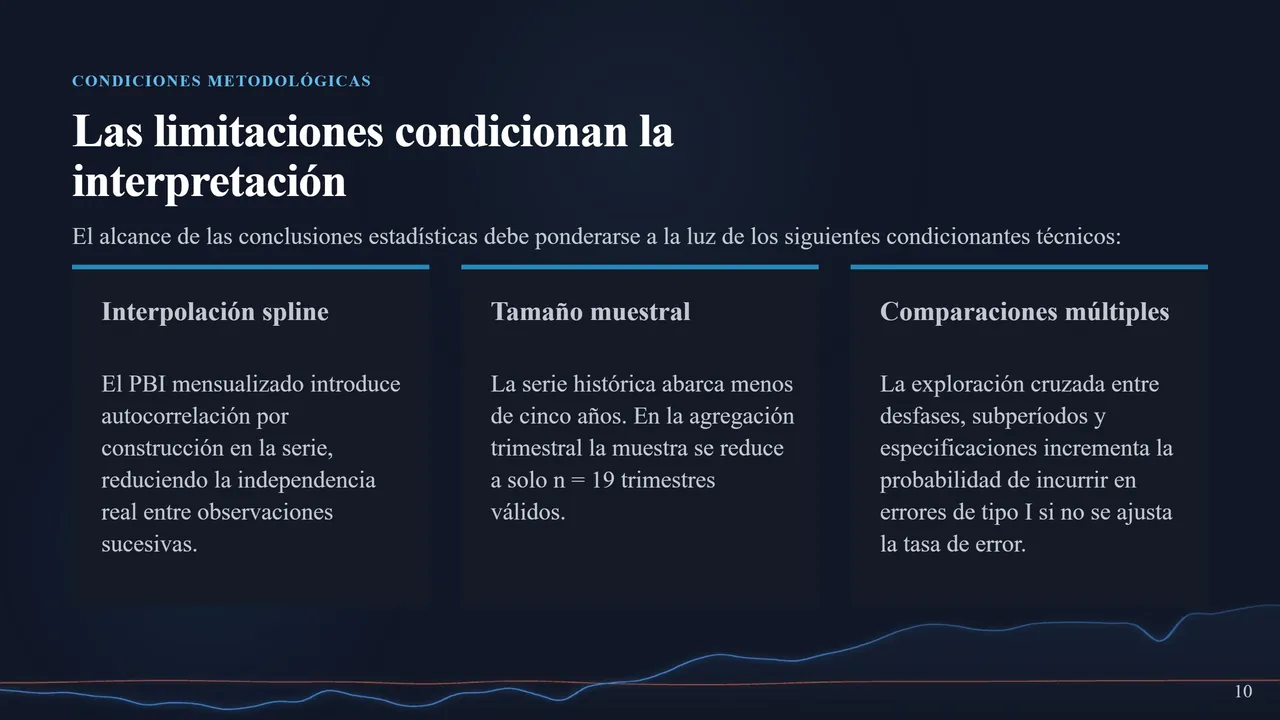 CONDICIONES METODOLÓGICAS
Las limitaciones condicionan la
interpretación
El alcance de las conclusiones estadísticas debe ponderarse a la luz de los siguientes condicionantes técnicos:
Interpolación spline
El PBI mensualizado introduce
autocorrelación por
construcción en la serie,
reduciendo la independencia
real entre observaciones
sucesivas.
Tamaño muestral
La serie histórica abarca menos
de cinco años. En la agregación
trimestral la muestra se reduce
a solo n = 19 trimestres
válidos.
Comparaciones múltiples
La exploración cruzada entre
desfases, subperíodos y
especificaciones incrementa la
probabilidad de incurrir en
errores de tipo I si no se ajusta
la tasa de error.
10